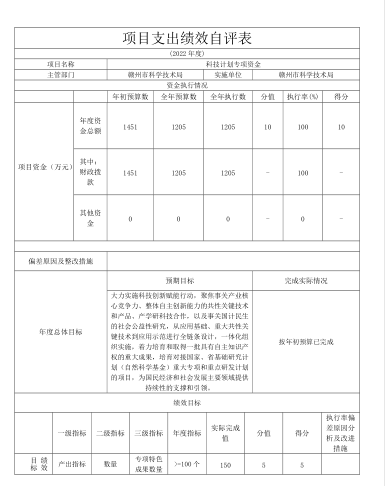 项目支出绩效自评表
(2022 年度)
项目名称 科技计划专项资金
主管部门 赣州市科学技术局 实施单位 赣州市科学技术局
资金执行情况
年初预算数 全年预算数 全年执行数 分值 执行率(%) 得分
项目资金（万元） 年度资金总额 1451 1205 1205 10 100 10
其中：财政拨款 1451 1205 1205 - 100 -
其他资金 0 0 0 - 0 -
偏差原因及整改措施
预期目标 完成实际情况
年度总体目标
大力实施科技创新赋能行动，聚焦事关产业核
心竞争力、整体自主创新能力的共性关键技术
和产品、产学研科技合作，以及事关国计民生
的社会公益性研究，从应用基础、重大共性关
键技术到应用示范进行全链条设计，一体化组
织实施，着力培育和取得一批具有自主知识产
权的重大成果，培育对接国家、省基础研究计
划（自然科学基金）重大专项和重点研发计划
的项目，为国民经济和社会发展主要领域提供
持续性的支撑和引领。
按年初预算已完成
绩效目标
一级指标 二级指标 三级指标 年度指标 实际完成值 分值 得分 执行率偏差原因分析及改进措施
目标 绩效 产出指标 数量 专项特色成果数量 >=100 个 150 5 5